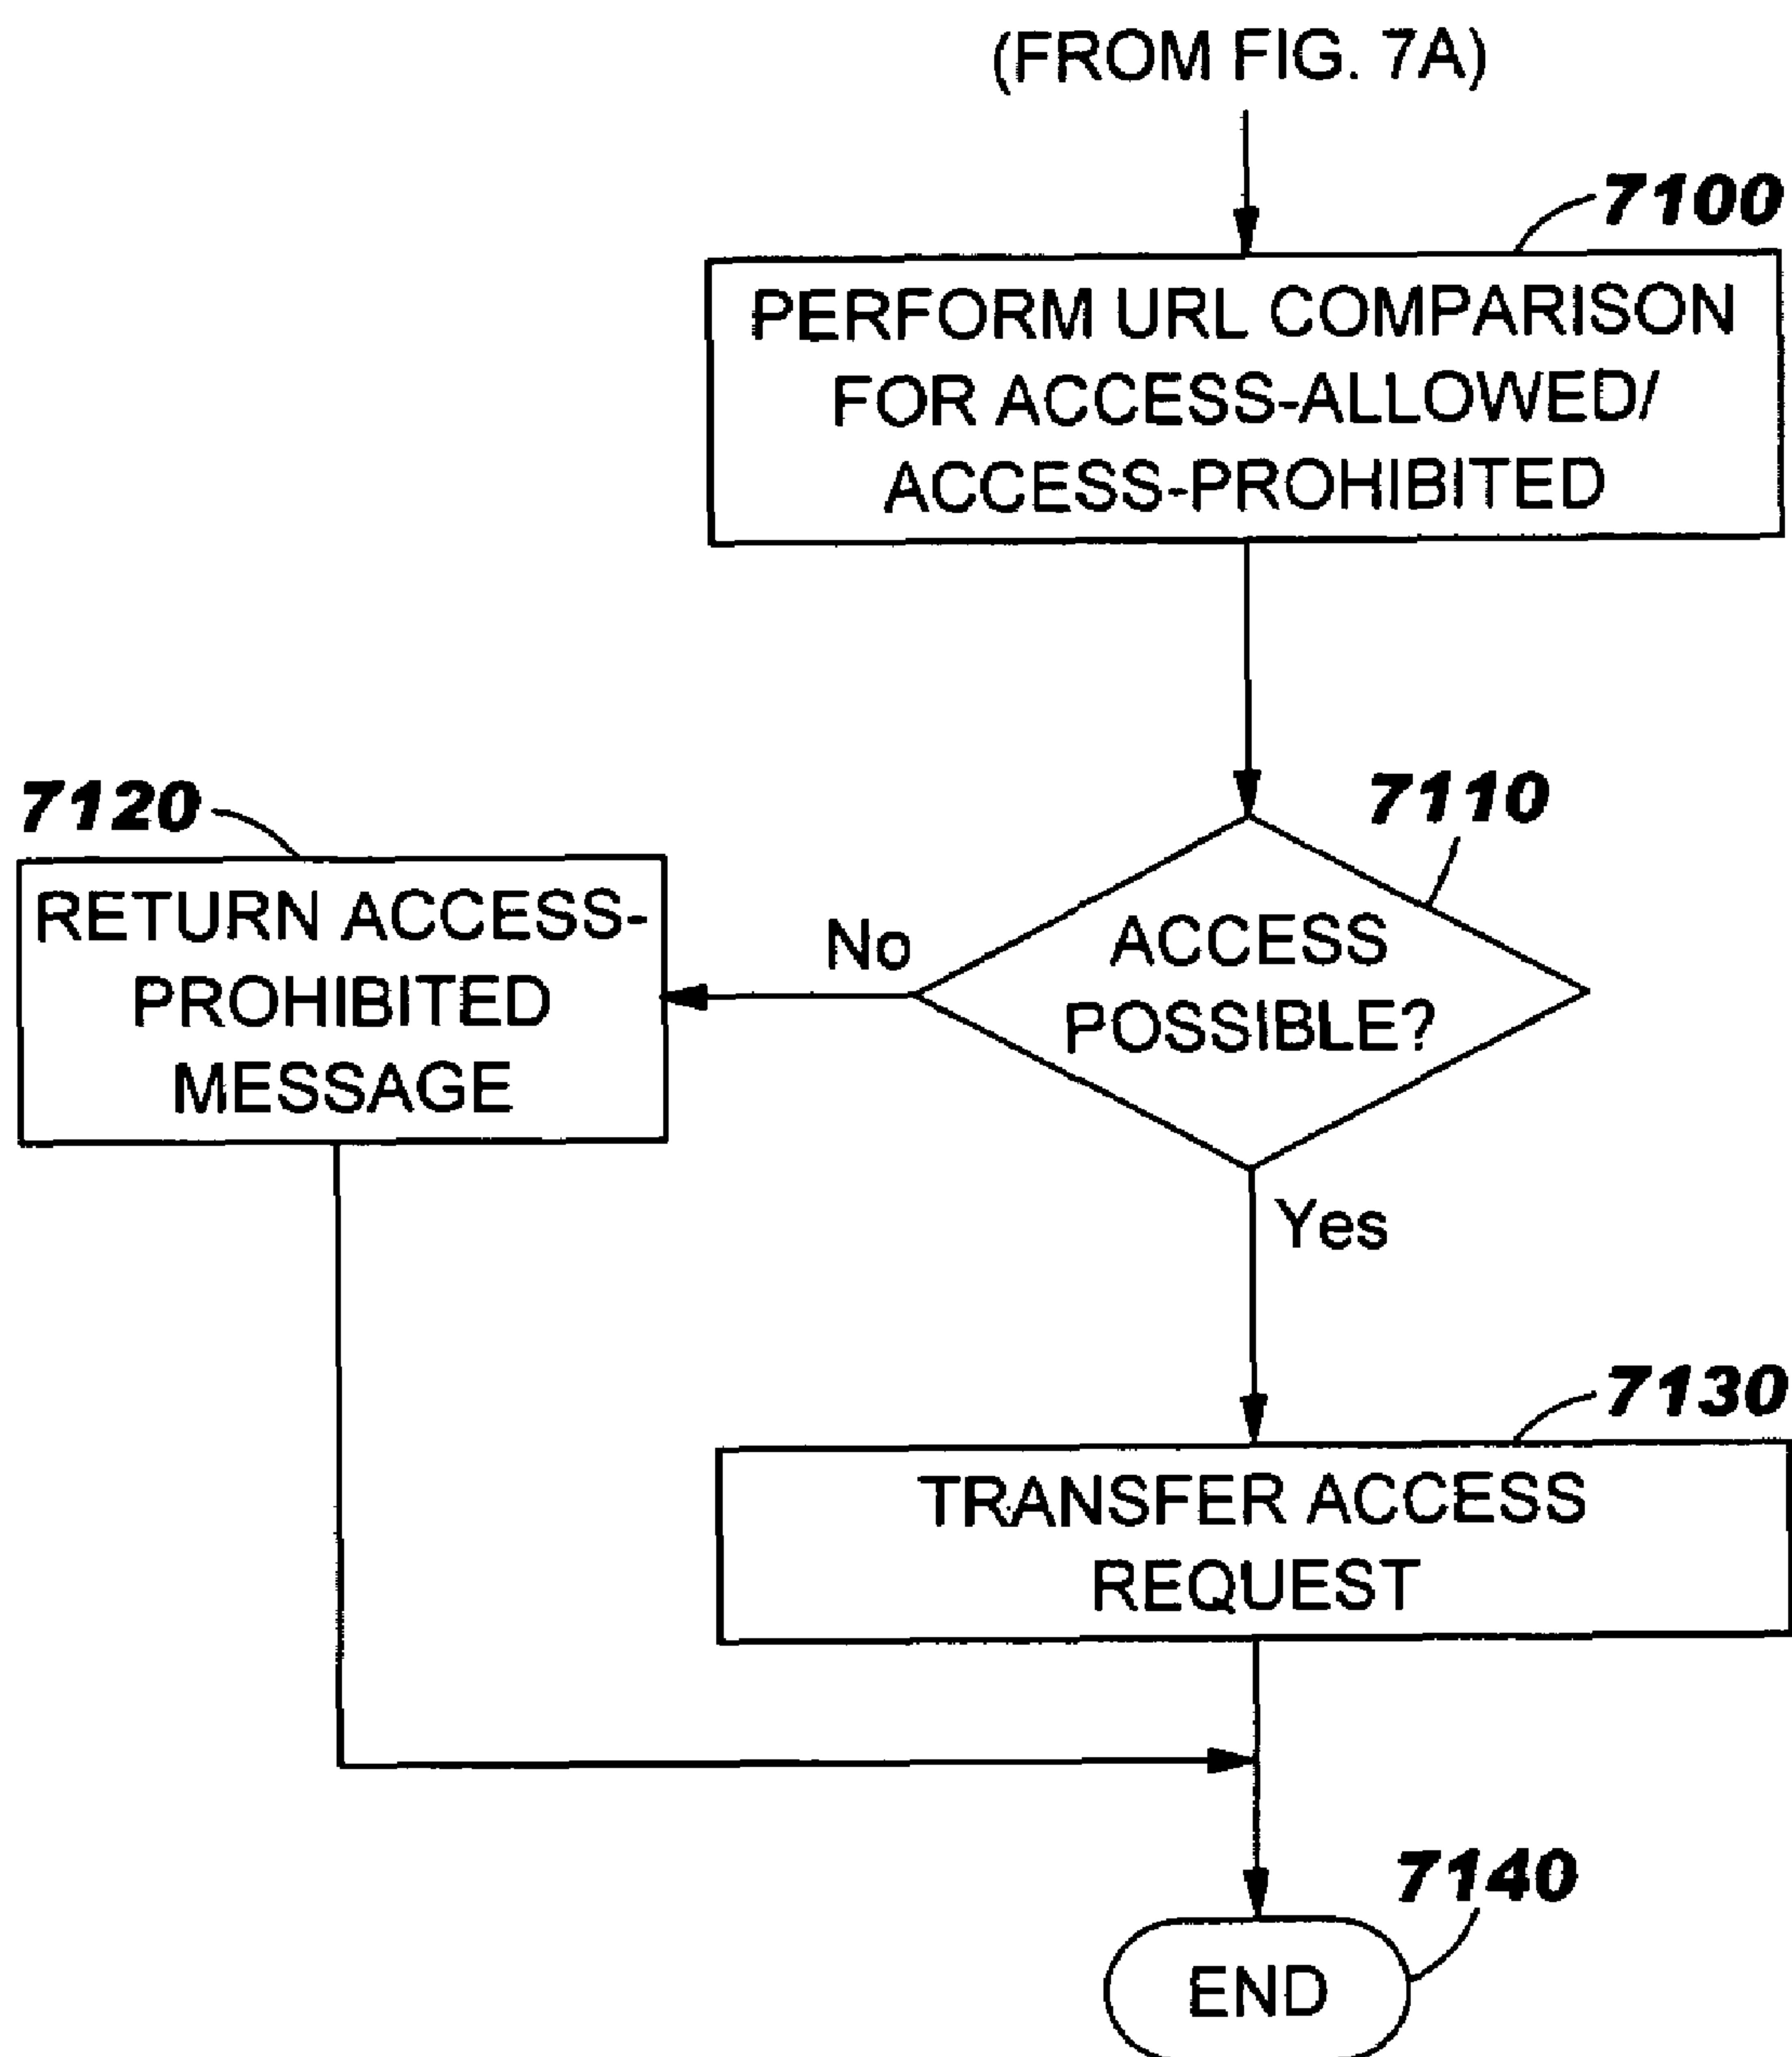 (FROM FIG. 7A)
7100
PERFORM URL COMPARISON
FOR ACCESS-ALLOWED/
ACCESS-PROHIBITED
7110
ACCESS
POSSIBLE?
No
7120
RETURN ACCESS-
PROHIBITED
MESSAGE
Yes
7130
TRANSFER ACCESS
REQUEST
7140
END